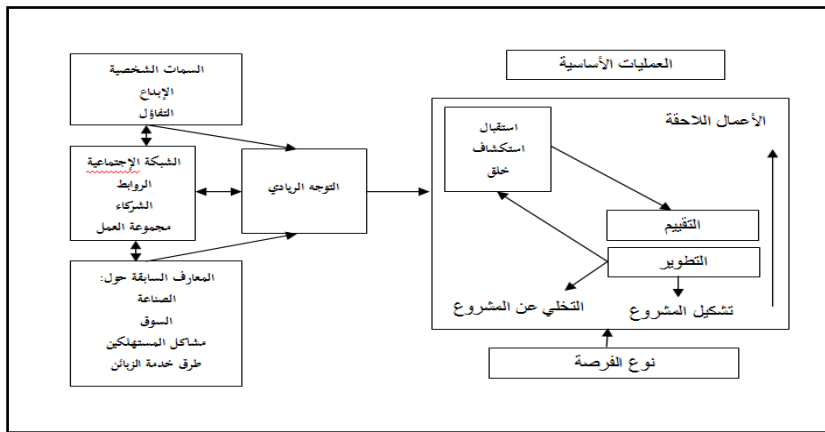 العمليات الأساسية
السمات الشخصية
الإبداع
التفاؤل
الشبكة الإجتماعية
الروابط
الشركاء
مجموعة العمل
المعارف السابقة حول:
الصناعة
السوق
مشاكل المستهلكين
طرق خدمة الزبائن
التوجه الريادي
الأعمال اللاحقة
استقبال
استكشاف
خلق
التقييم
التطوير
تشكيل المشروع
التخلي عن المشروع
نوع الفرصة